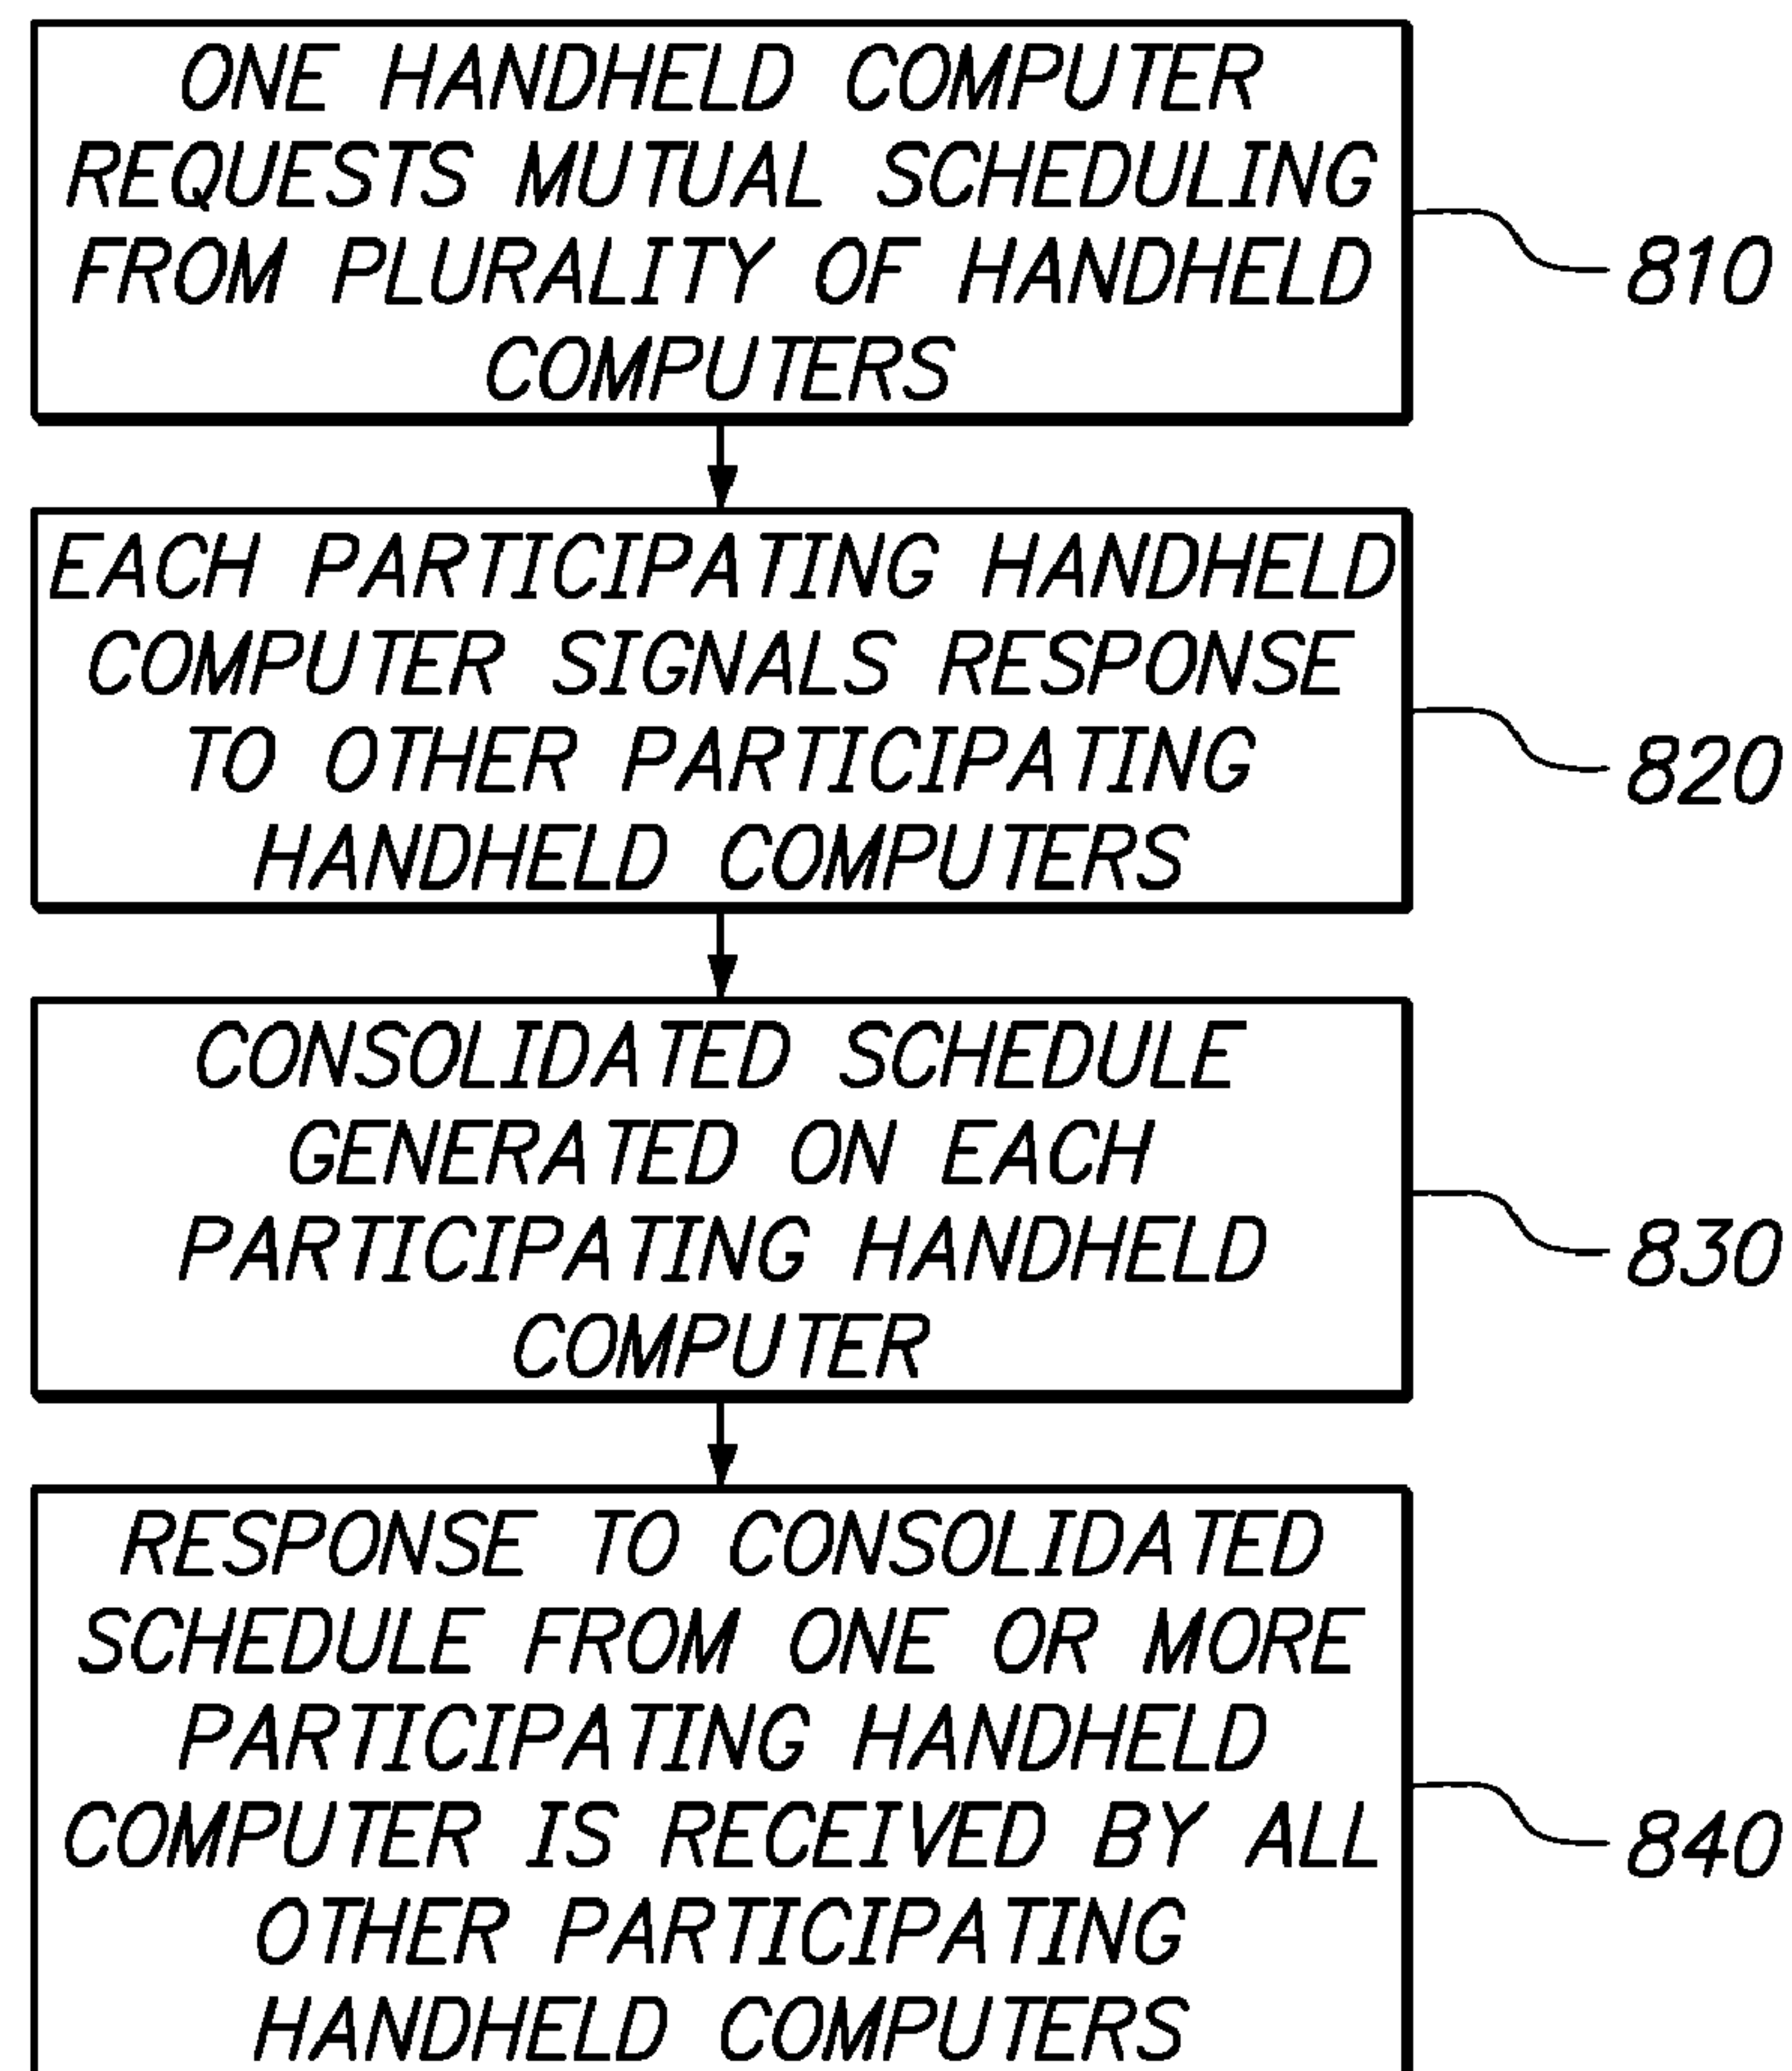 ONE HANDHELD COMPUTER
REQUESTS MUTUAL SCHEDULING
FROM PLURALITY OF HANDHELD
COMPUTERS
810
EACH PARTICIPATING HANDHELD
COMPUTER SIGNALS RESPONSE
TO OTHER PARTICIPATING
HANDHELD COMPUTERS
820
CONSOLIDATED SCHEDULE
GENERATED ON EACH
PARTICIPATING HANDHELD
COMPUTER
830
RESPONSE TO CONSOLIDATED
SCHEDULE FROM ONE OR MORE
PARTICIPATING HANDHELD
COMPUTER IS RECEIVED BY ALL
OTHER PARTICIPATING
HANDHELD COMPUTERS
840